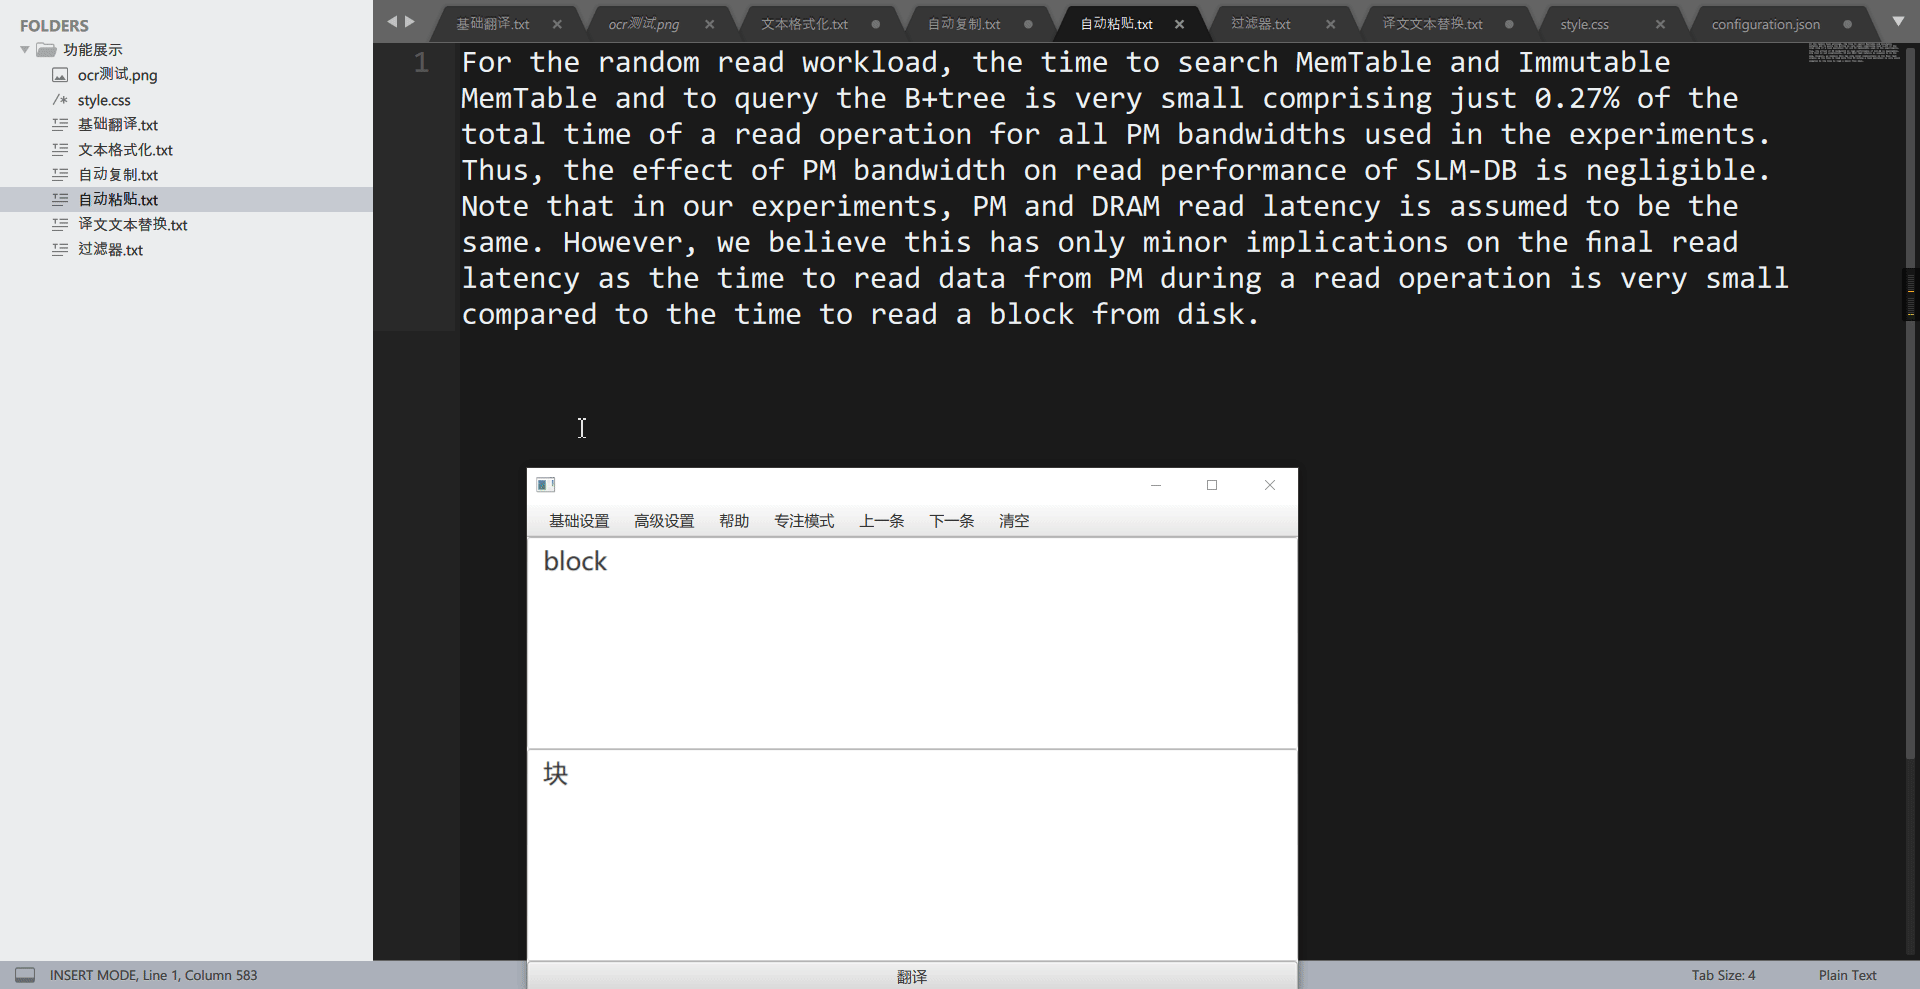 FOLDERS
功能展示
ocr测试.png
style.css
基础翻译.txt
文本格式化.txt
自动复制.txt
自动粘贴.txt
译文文本替换.txt
过滤器.txt
基础翻译.txt
ocr测试.png
文本格式化.txt
自动复制.txt
自动粘贴.txt
过滤器.txt
译文文本替换.txt
style.css
configuration.json
1
For the random read workload, the time to search MemTable and Immutable
MemTable and to query the B+tree is very small comprising just 0.27% of the
total time of a read operation for all PM bandwidths used in the experiments.
Thus, the effect of PM bandwidth on read performance of SLM-DB is negligible.
Note that in our experiments, PM and DRAM read latency is assumed to be the
same. However, we believe this has only minor implications on the final read
latency as the time to read data from PM during a read operation is very small
compared to the time to read a block from disk.
基础设置 高级设置 帮助 专注模式 上一条 下一条 清空
block
块
翻译
INSERT MODE, Line 1, Column 583
Tab Size: 4
Plain Text